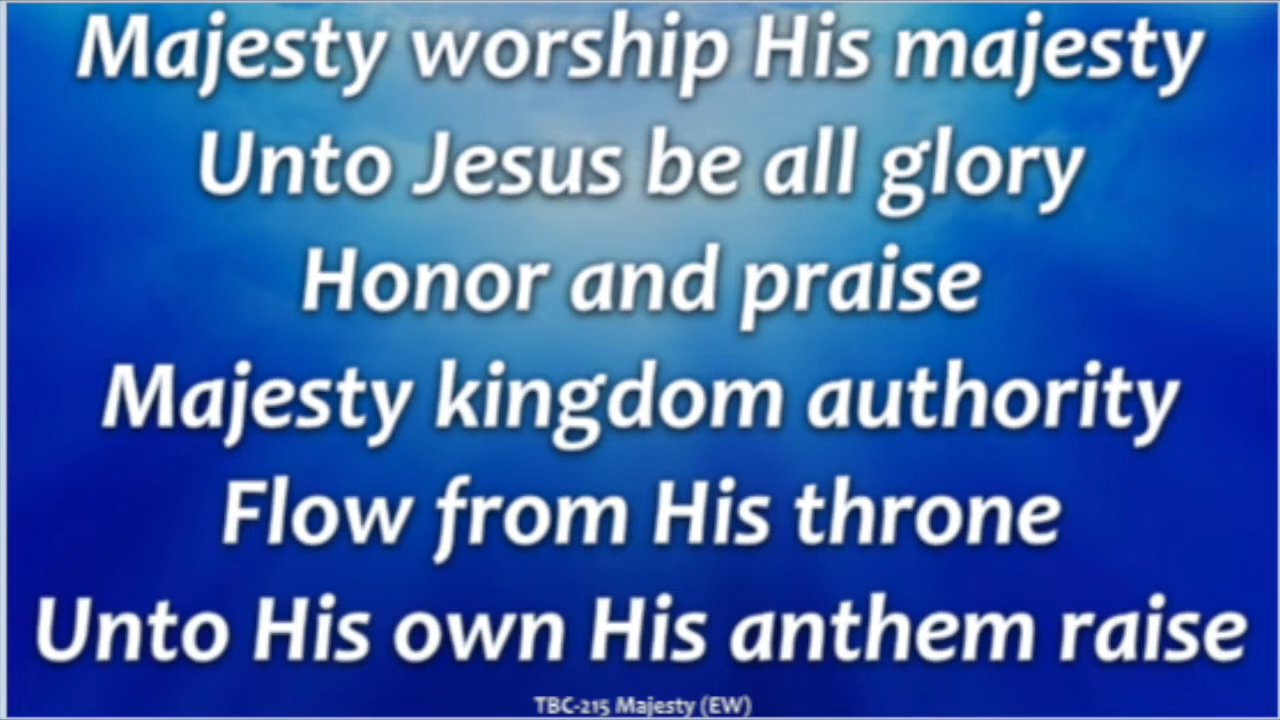 Majesty worship His majesty
Unto Jesus be all glory
Honor and praise
Majesty kingdom authority
Flow from His throne
Unto His own His anthem raise
TBC-215 Majesty (EW)